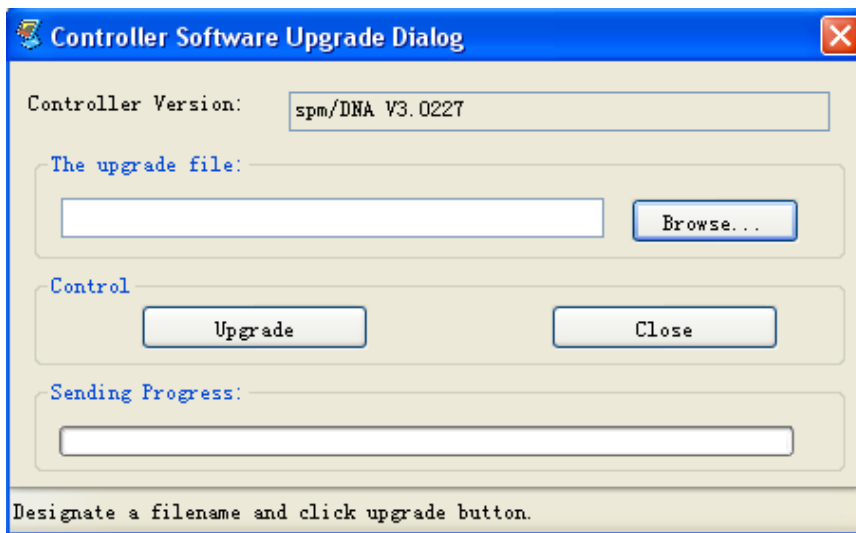 Controller Software Upgrade Dialog
Controller Version: spm/DNA V3.0227
The upgrade file:
Browse...
Control
Upgrade Close
Sending Progress:
Designate a filename and click upgrade button.